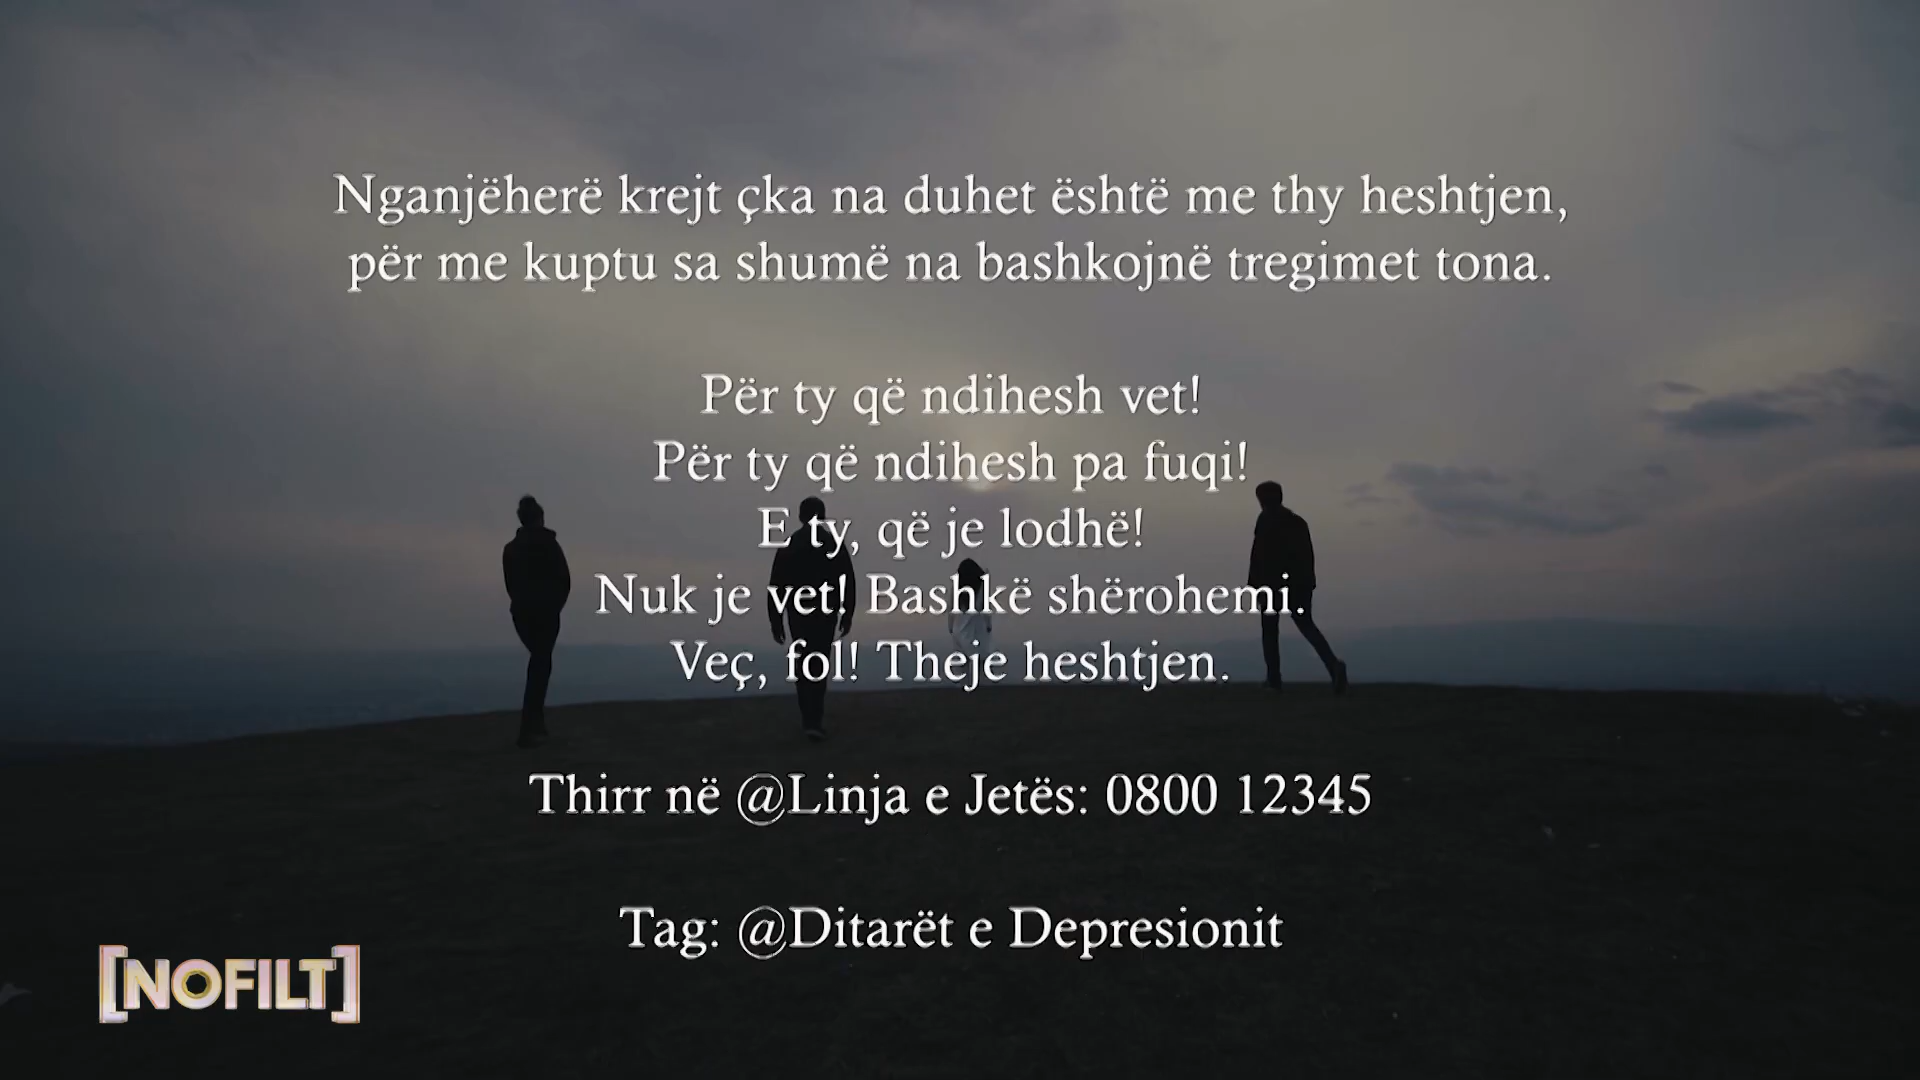 Nganjëherë krejt çka na duhet është me thy heshtjen,
për me kuptu sa shumë na bashkojnë tregimet tona.
Për ty që ndihesh vet!
Për ty që ndihesh pa fuqi!
E ty, që je lodhë!
Nuk je vet! Bashkë shërohemi.
Veç, fol! Theje heshtjen.
Thirr në @Linja e Jetës: 0800 12345
Tag: @Ditarët e Depresionit
[NOFILT]